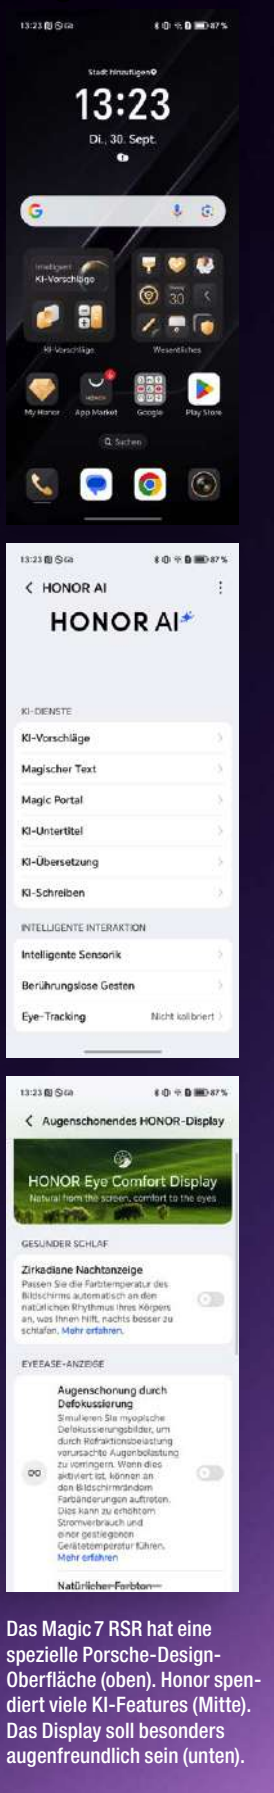 13:23
87%
Stadt hinzufügen
13:23
Di., 30. Sept.
KI-Vorschläge
30
KI-Vorschläge
Wesentliches
My Honor
App Market
Google
Play Store
Suchen
13:23
87%
HONOR AI
HONOR AI
KI-DIENSTE
KI-Vorschläge
Magischer Text
Magic Portal
KI-Untertitel
KI-Übersetzung
KI-Schreiben
INTELLIGENTE INTERAKTION
Intelligente Sensorik
Berührungslose Gesten
Eye-Tracking Nicht kalibriert
13:23
87%
Augenschonendes HONOR-Display
HONOR Eye Comfort Display
Natural from the screen, comfort to the eyes
GESUNDER SCHLAF
Zirkadiane Nachtanzeige
Passen Sie die Farbtemperatur des
Bildschirms automatisch an den
natürlichen Rhythmus Ihres Körpers
an, was Ihnen hilft, nachts besser zu
schlafen. Mehr erfahren.
EYEEASE-ANZEIGE
Augenschonung durch
Defokussierung
Simulieren Sie myopische
Defokussierungsbilder, um
durch Refraktionsbelastung
verursachte Augenbelastung
zu verringern. Wenn dies
aktiviert ist, können an
den Bildschirmrändern
Farbänderungen auftreten.
Dies kann zu erhöhtem
Stromverbrauch und
einer gestiegenen
Gerätetemperatur führen.
Mehr erfahren
Natürlicher Farbton
Das Magic 7 RSR hat eine
spezielle Porsche-Design-
Oberfläche (oben). Honor spen-
diert viele KI-Features (Mitte).
Das Display soll besonders
augenfreundlich sein (unten).